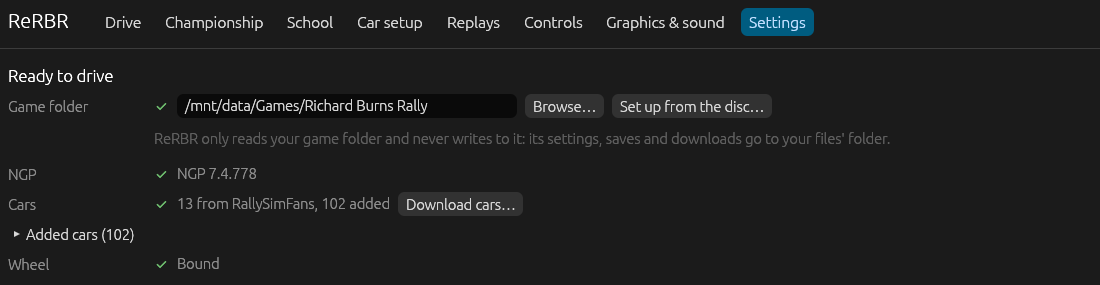 ReRBR Drive Championship School Car setup Replays Controls Graphics & sound Settings
Ready to drive
Game folder /mnt/data/Games/Richard Burns Rally Browse... Set up from the disc...
ReRBR only reads your game folder and never writes to it: its settings, saves and downloads go to your files' folder.
NGP NGP 7.4.778
Cars 13 from RallySimFans, 102 added Download cars...
Added cars (102)
Wheel Bound